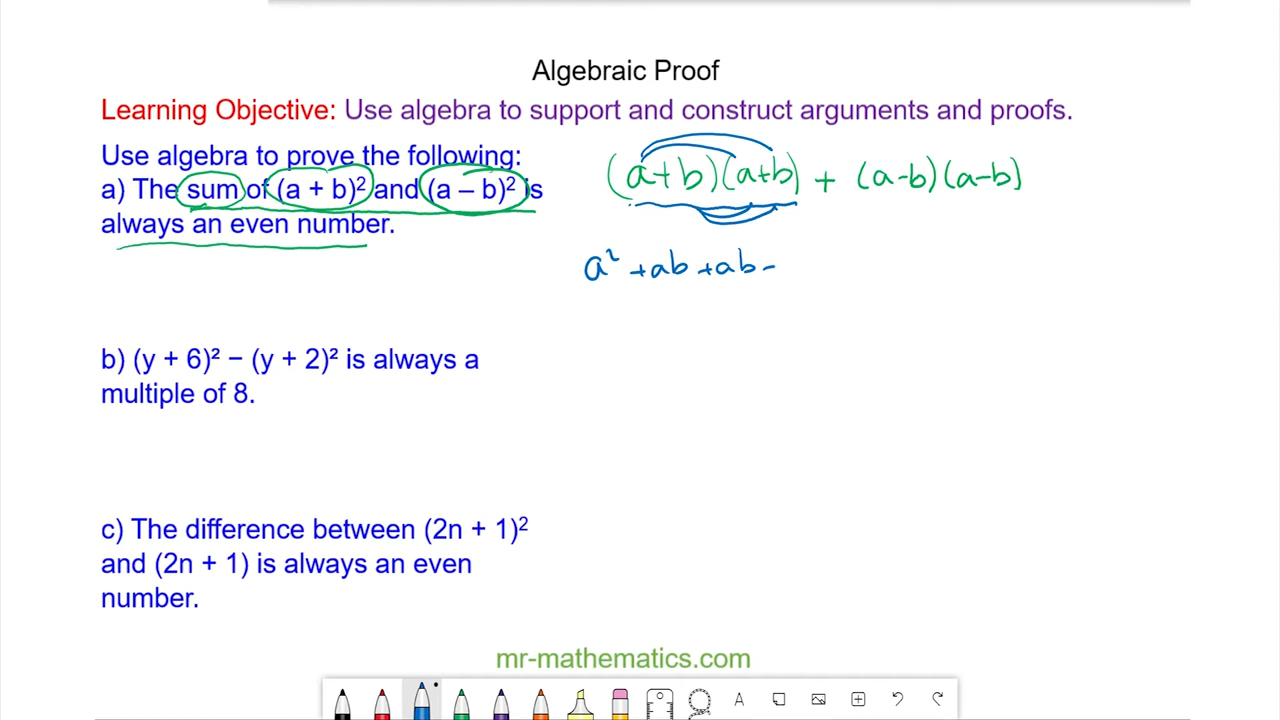 Algebraic Proof
Learning Objective: Use algebra to support and construct arguments and proofs.
Use algebra to prove the following:
a) The sum of (a + b)² and (a – b)² is
always an even number.
(a+b)(a+b) + (a-b)(a-b)
a² +ab +ab -
b) (y + 6)² − (y + 2)² is always a
multiple of 8.
c) The difference between (2n + 1)²
and (2n + 1) is always an even
number.
mr-mathematics.com
A